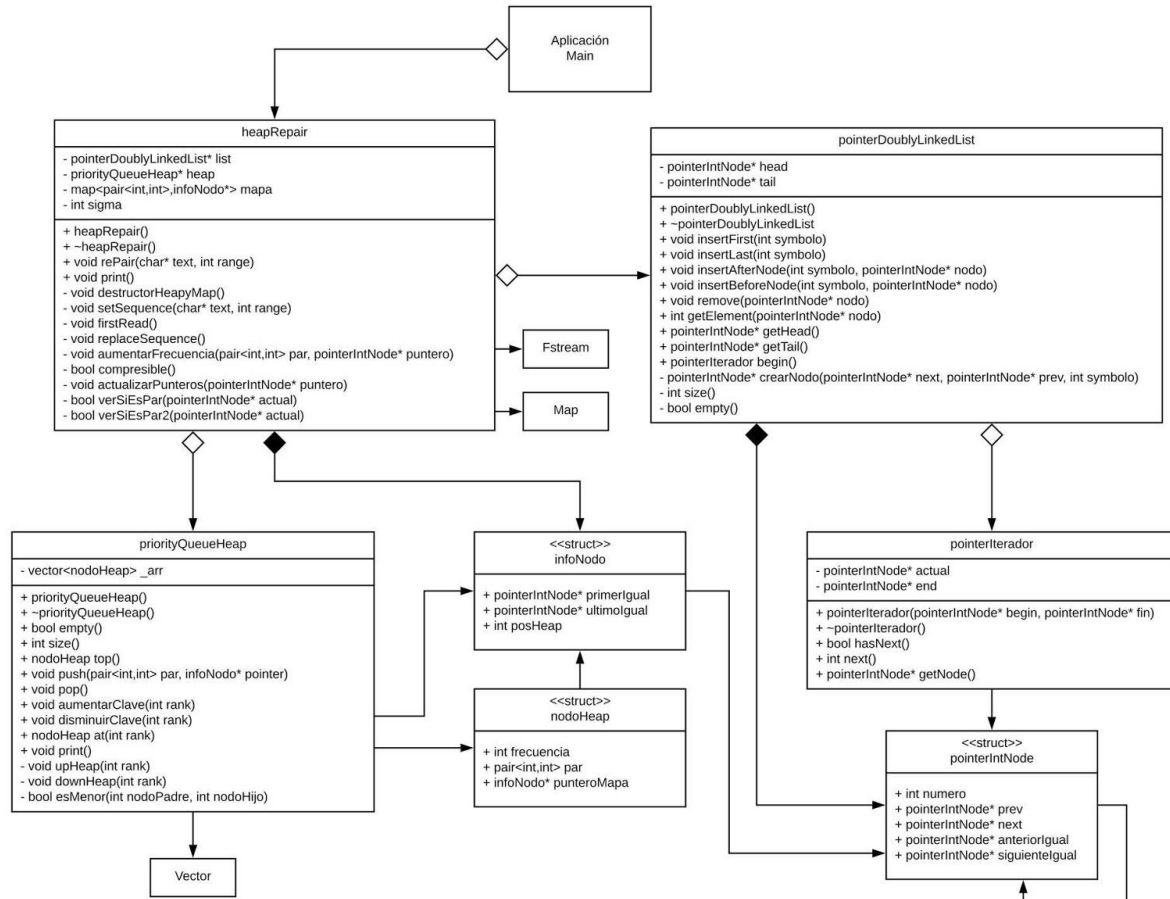 Aplicación
Main
heapRepair
- pointerDoublyLinkedList* list
- priorityQueueHeap* heap
- map<pair<int,int>,infoNodo*> mapa
- int sigma
+ heapRepair()
+ ~heapRepair()
+ void rePair(char* text, int range)
+ void print()
- void destructorHeapyMap()
- void setSequence(char* text, int range)
- void firstRead()
- void replaceSequence()
- void aumentarFrecuencia(pair<int,int> par, pointerIntNode* puntero)
- bool compresible()
- void actualizarPunteros(pointerIntNode* puntero)
- bool verSiEsPar(pointerIntNode* actual)
- bool verSiEsPar2(pointerIntNode* actual)
pointerDoublyLinkedList
- pointerIntNode* head
- pointerIntNode* tail
+ pointerDoublyLinkedList()
+ ~pointerDoublyLinkedList
+ void insertFirst(int symbolo)
+ void insertLast(int symbolo)
+ void insertAfterNode(int symbolo, pointerIntNode* nodo)
+ void insertBeforeNode(int symbolo, pointerIntNode* nodo)
+ void remove(pointerIntNode* nodo)
+ int getElement(pointerIntNode* nodo)
+ pointerIntNode* getHead()
+ pointerIntNode* getTail()
+ pointerIterador begin()
- pointerIntNode* crearNodo(pointerIntNode* next, pointerIntNode* prev, int symbolo)
- int size()
- bool empty()
Fstream
Map
priorityQueueHeap
- vector<nodoHeap> _arr
+ priorityQueueHeap()
+ ~priorityQueueHeap()
+ bool empty()
+ int size()
+ nodoHeap top()
+ void push(pair<int,int> par, infoNodo* pointer)
+ void pop()
+ void aumentarClave(int rank)
+ void disminuirClave(int rank)
+ nodoHeap at(int rank)
+ void print()
- void upHeap(int rank)
- void downHeap(int rank)
- bool esMenor(int nodoPadre, int nodoHijo)
Vector
<<struct>>
infoNodo
+ pointerIntNode* primerIgual
+ pointerIntNode* ultimoIgual
+ int posHeap
<<struct>>
nodoHeap
+ int frecuencia
+ pair<int,int> par
+ infoNodo* punteroMapa
pointerIterador
- pointerIntNode* actual
- pointerIntNode* end
+ pointerIterador(pointerIntNode* begin, pointerIntNode* fin)
+ ~pointerIterador()
+ bool hasNext()
+ int next()
+ pointerIntNode* getNode()
<<struct>>
pointerIntNode
+ int numero
+ pointerIntNode* prev
+ pointerIntNode* next
+ pointerIntNode* anteriorIgual
+ pointerIntNode* siguienteIgual